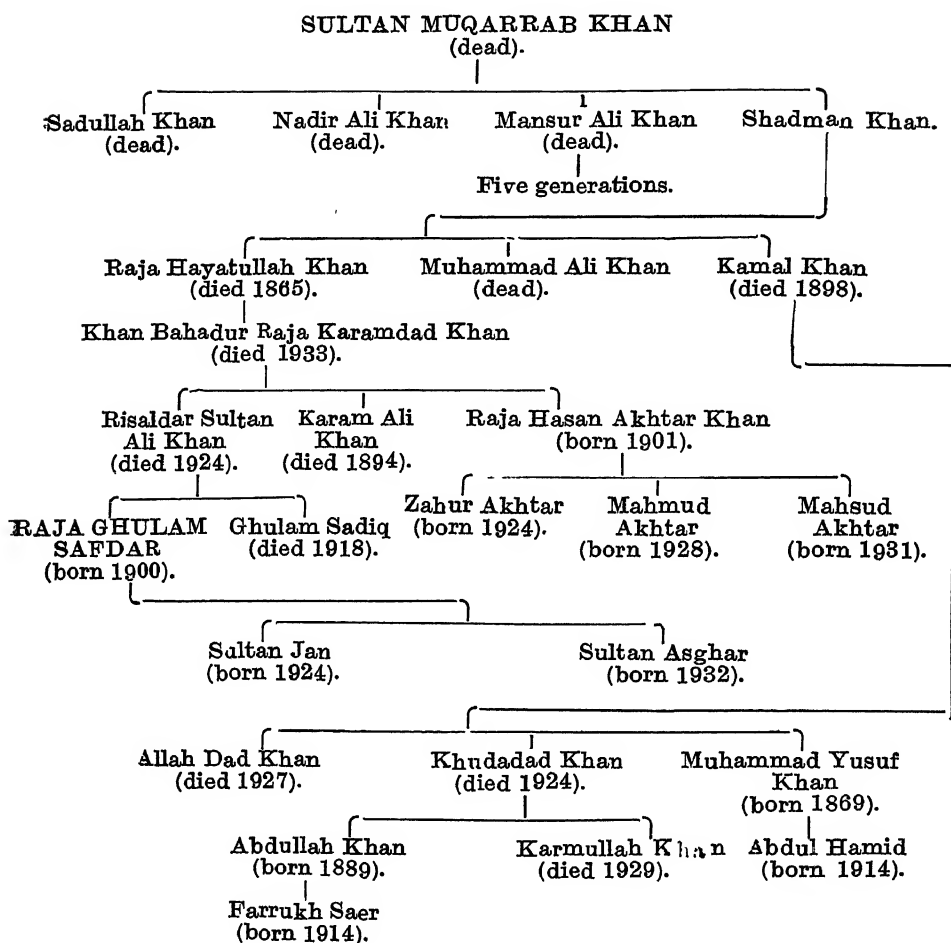 SULTAN MUQARRAB KHAN
(dead).
Sadullah Khan Nadir Ali Khan Mansur Ali Khan Shadman Khan.
(dead). (dead). (dead).
Five generations.
Raja Hayatullah Khan Muhammad Ali Khan Kamal Khan
(died 1865). (dead). (died 1898).
Khan Bahadur Raja Karamdad Khan
(died 1933).
Risaldar Sultan Karam Ali Raja Hasan Akhtar Khan
Ali Khan Khan (born 1901).
(died 1924). (died 1894).
Zahur Akhtar Mahmud Mahsud
(born 1924). Akhtar Akhtar
(born 1928). (born 1931).
RAJA GHULAM Ghulam Sadiq
SAFDAR (died 1918).
(born 1900).
Sultan Jan Sultan Asghar
(born 1924). (born 1932).
Allah Dad Khan Khudadad Khan Muhammad Yusuf
(died 1927). (died 1924). Khan
(born 1869).
Abdullah Khan Karmullah Khan Abdul Hamid
(born 1889). (died 1929). (born 1914).
Farrukh Saer
(born 1914).